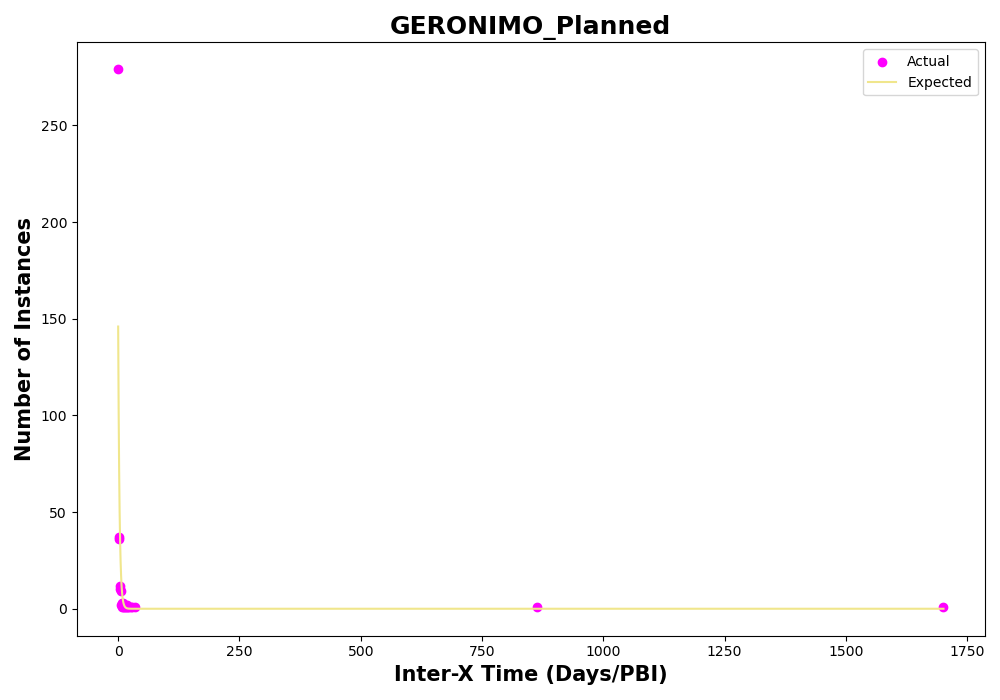 GERONIMO_Planned
Actual
Expected
250
200
150
100
50
0
Number of Instances
0 250 500 750 1000 1250 1500 1750
Inter-X Time (Days/PBI)